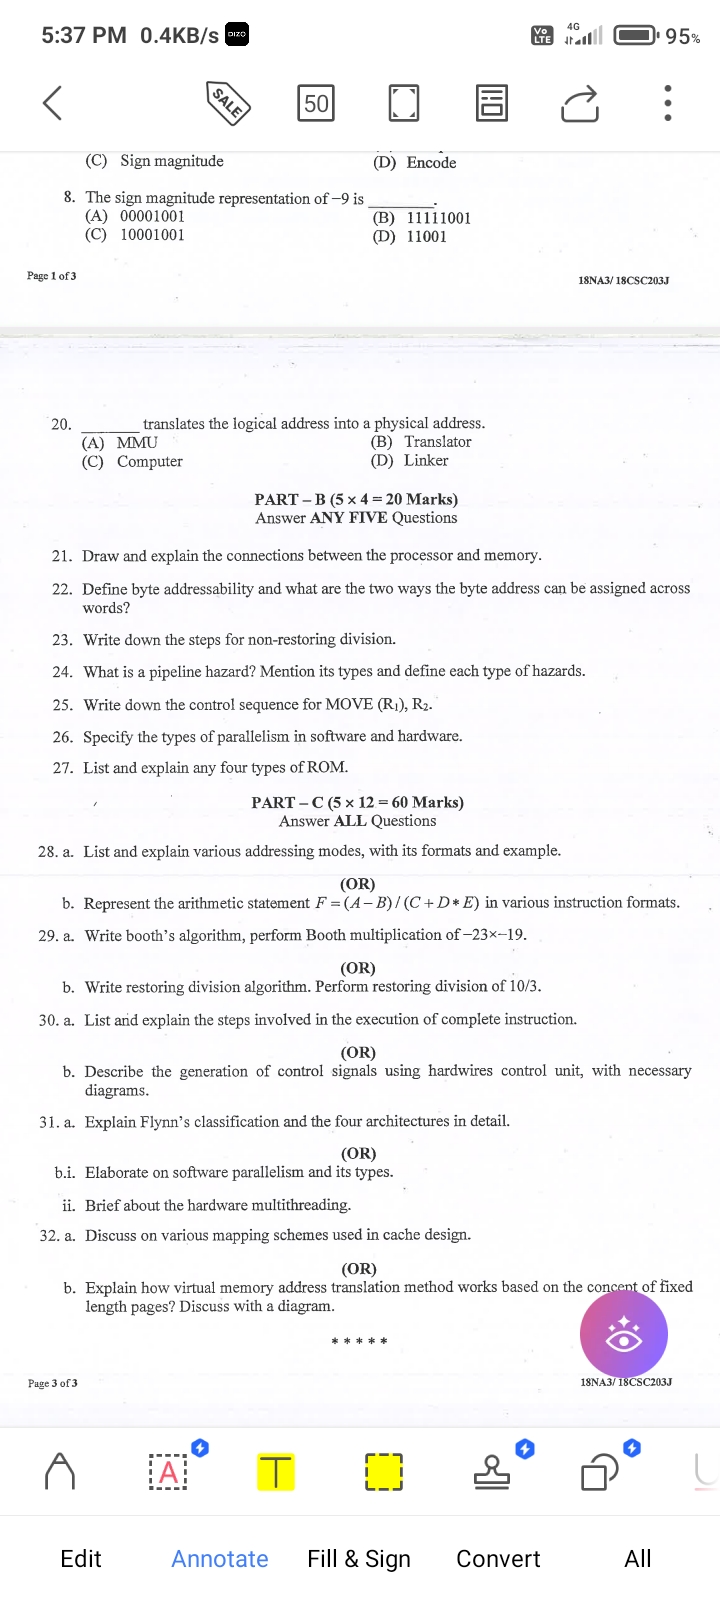 5:37 PM 0.4KB/s DIZO Vo LTE 4G 95%
SALE 50
(C) Sign magnitude (D) Encode
8. The sign magnitude representation of −9 is ________.
(A) 00001001 (B) 11111001
(C) 10001001 (D) 11001
Page 1 of 3 18NA3/18CSC203J
20. _______ translates the logical address into a physical address.
(A) MMU (B) Translator
(C) Computer (D) Linker
PART – B (5 × 4 = 20 Marks)
Answer ANY FIVE Questions
21. Draw and explain the connections between the processor and memory.
22. Define byte addressability and what are the two ways the byte address can be assigned across
words?
23. Write down the steps for non-restoring division.
24. What is a pipeline hazard? Mention its types and define each type of hazards.
25. Write down the control sequence for MOVE (R₁), R₂.
26. Specify the types of parallelism in software and hardware.
27. List and explain any four types of ROM.
PART – C (5 × 12 = 60 Marks)
Answer ALL Questions
28. a. List and explain various addressing modes, with its formats and example.
(OR)
b. Represent the arithmetic statement F = (A − B) / (C + D * E) in various instruction formats.
29. a. Write booth's algorithm, perform Booth multiplication of −23×−19.
(OR)
b. Write restoring division algorithm. Perform restoring division of 10/3.
30. a. List and explain the steps involved in the execution of complete instruction.
(OR)
b. Describe the generation of control signals using hardwires control unit, with necessary
diagrams.
31. a. Explain Flynn's classification and the four architectures in detail.
(OR)
b.i. Elaborate on software parallelism and its types.
ii. Brief about the hardware multithreading.
32. a. Discuss on various mapping schemes used in cache design.
(OR)
b. Explain how virtual memory address translation method works based on the concept of fixed
length pages? Discuss with a diagram.
* * * * *
Page 3 of 3 18NA3/18CSC203J
A T
Edit Annotate Fill & Sign Convert All